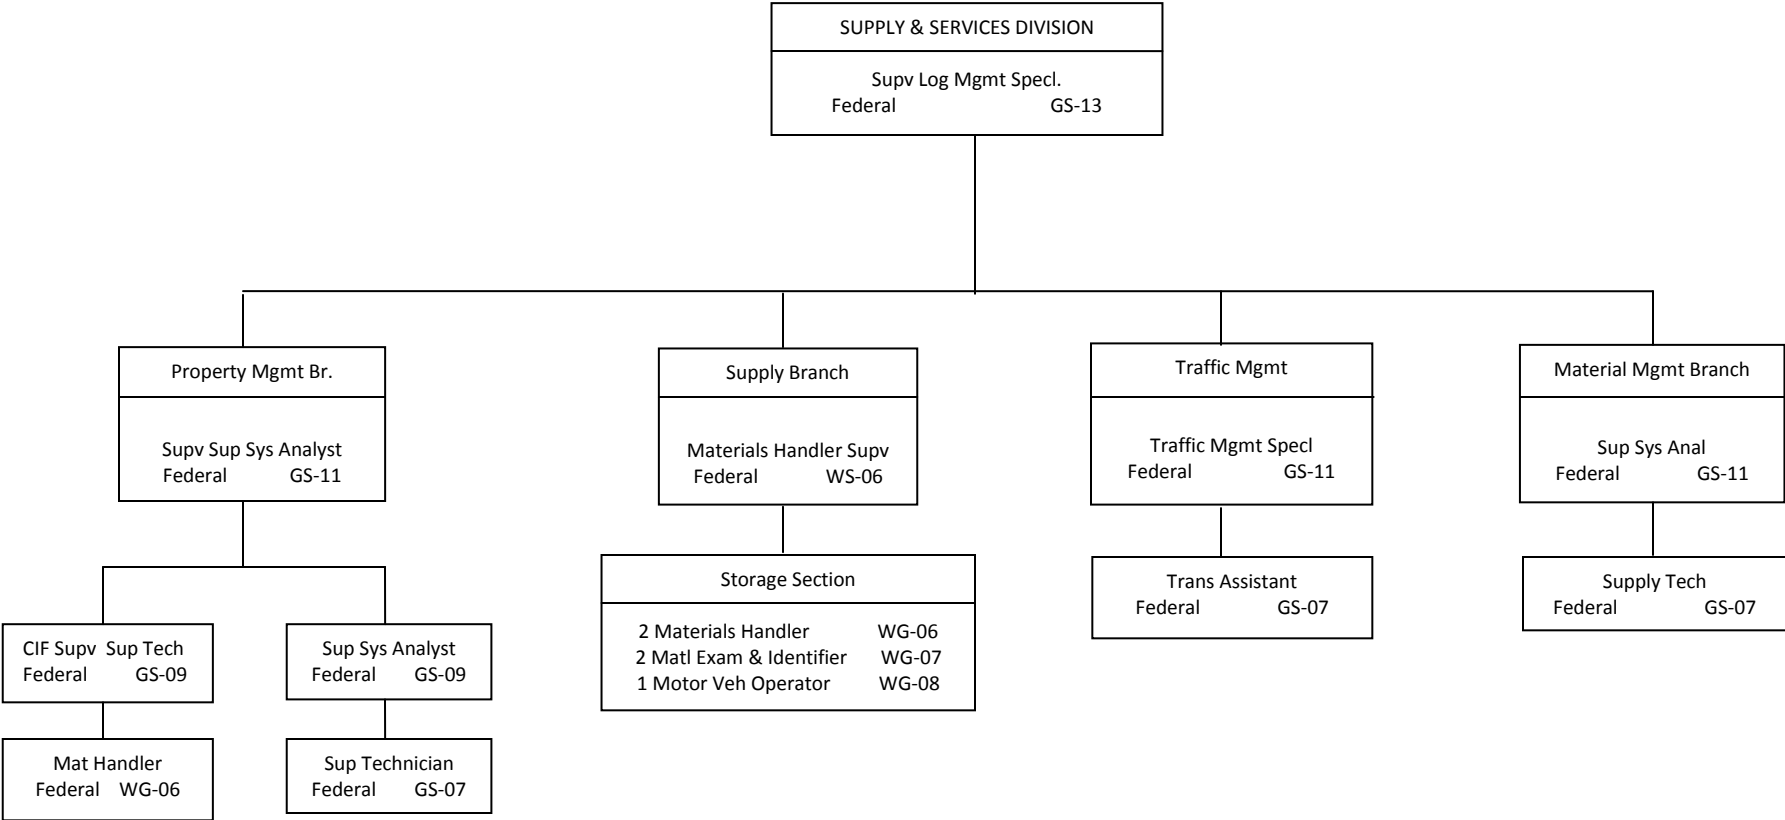 SUPPLY & SERVICES DIVISION
Supv Log Mgmt Specl.
Federal GS-13
Property Mgmt Br.
Supv Sup Sys Analyst
Federal GS-11
Supply Branch
Materials Handler Supv
Federal WS-06
Traffic Mgmt
Traffic Mgmt Specl
Federal GS-11
Material Mgmt Branch
Sup Sys Anal
Federal GS-11
CIF Supv Sup Tech
Federal GS-09
Sup Sys Analyst
Federal GS-09
Storage Section
2 Materials Handler WG-06
2 Matl Exam & Identifier WG-07
1 Motor Veh Operator WG-08
Trans Assistant
Federal GS-07
Supply Tech
Federal GS-07
Mat Handler
Federal WG-06
Sup Technician
Federal GS-07